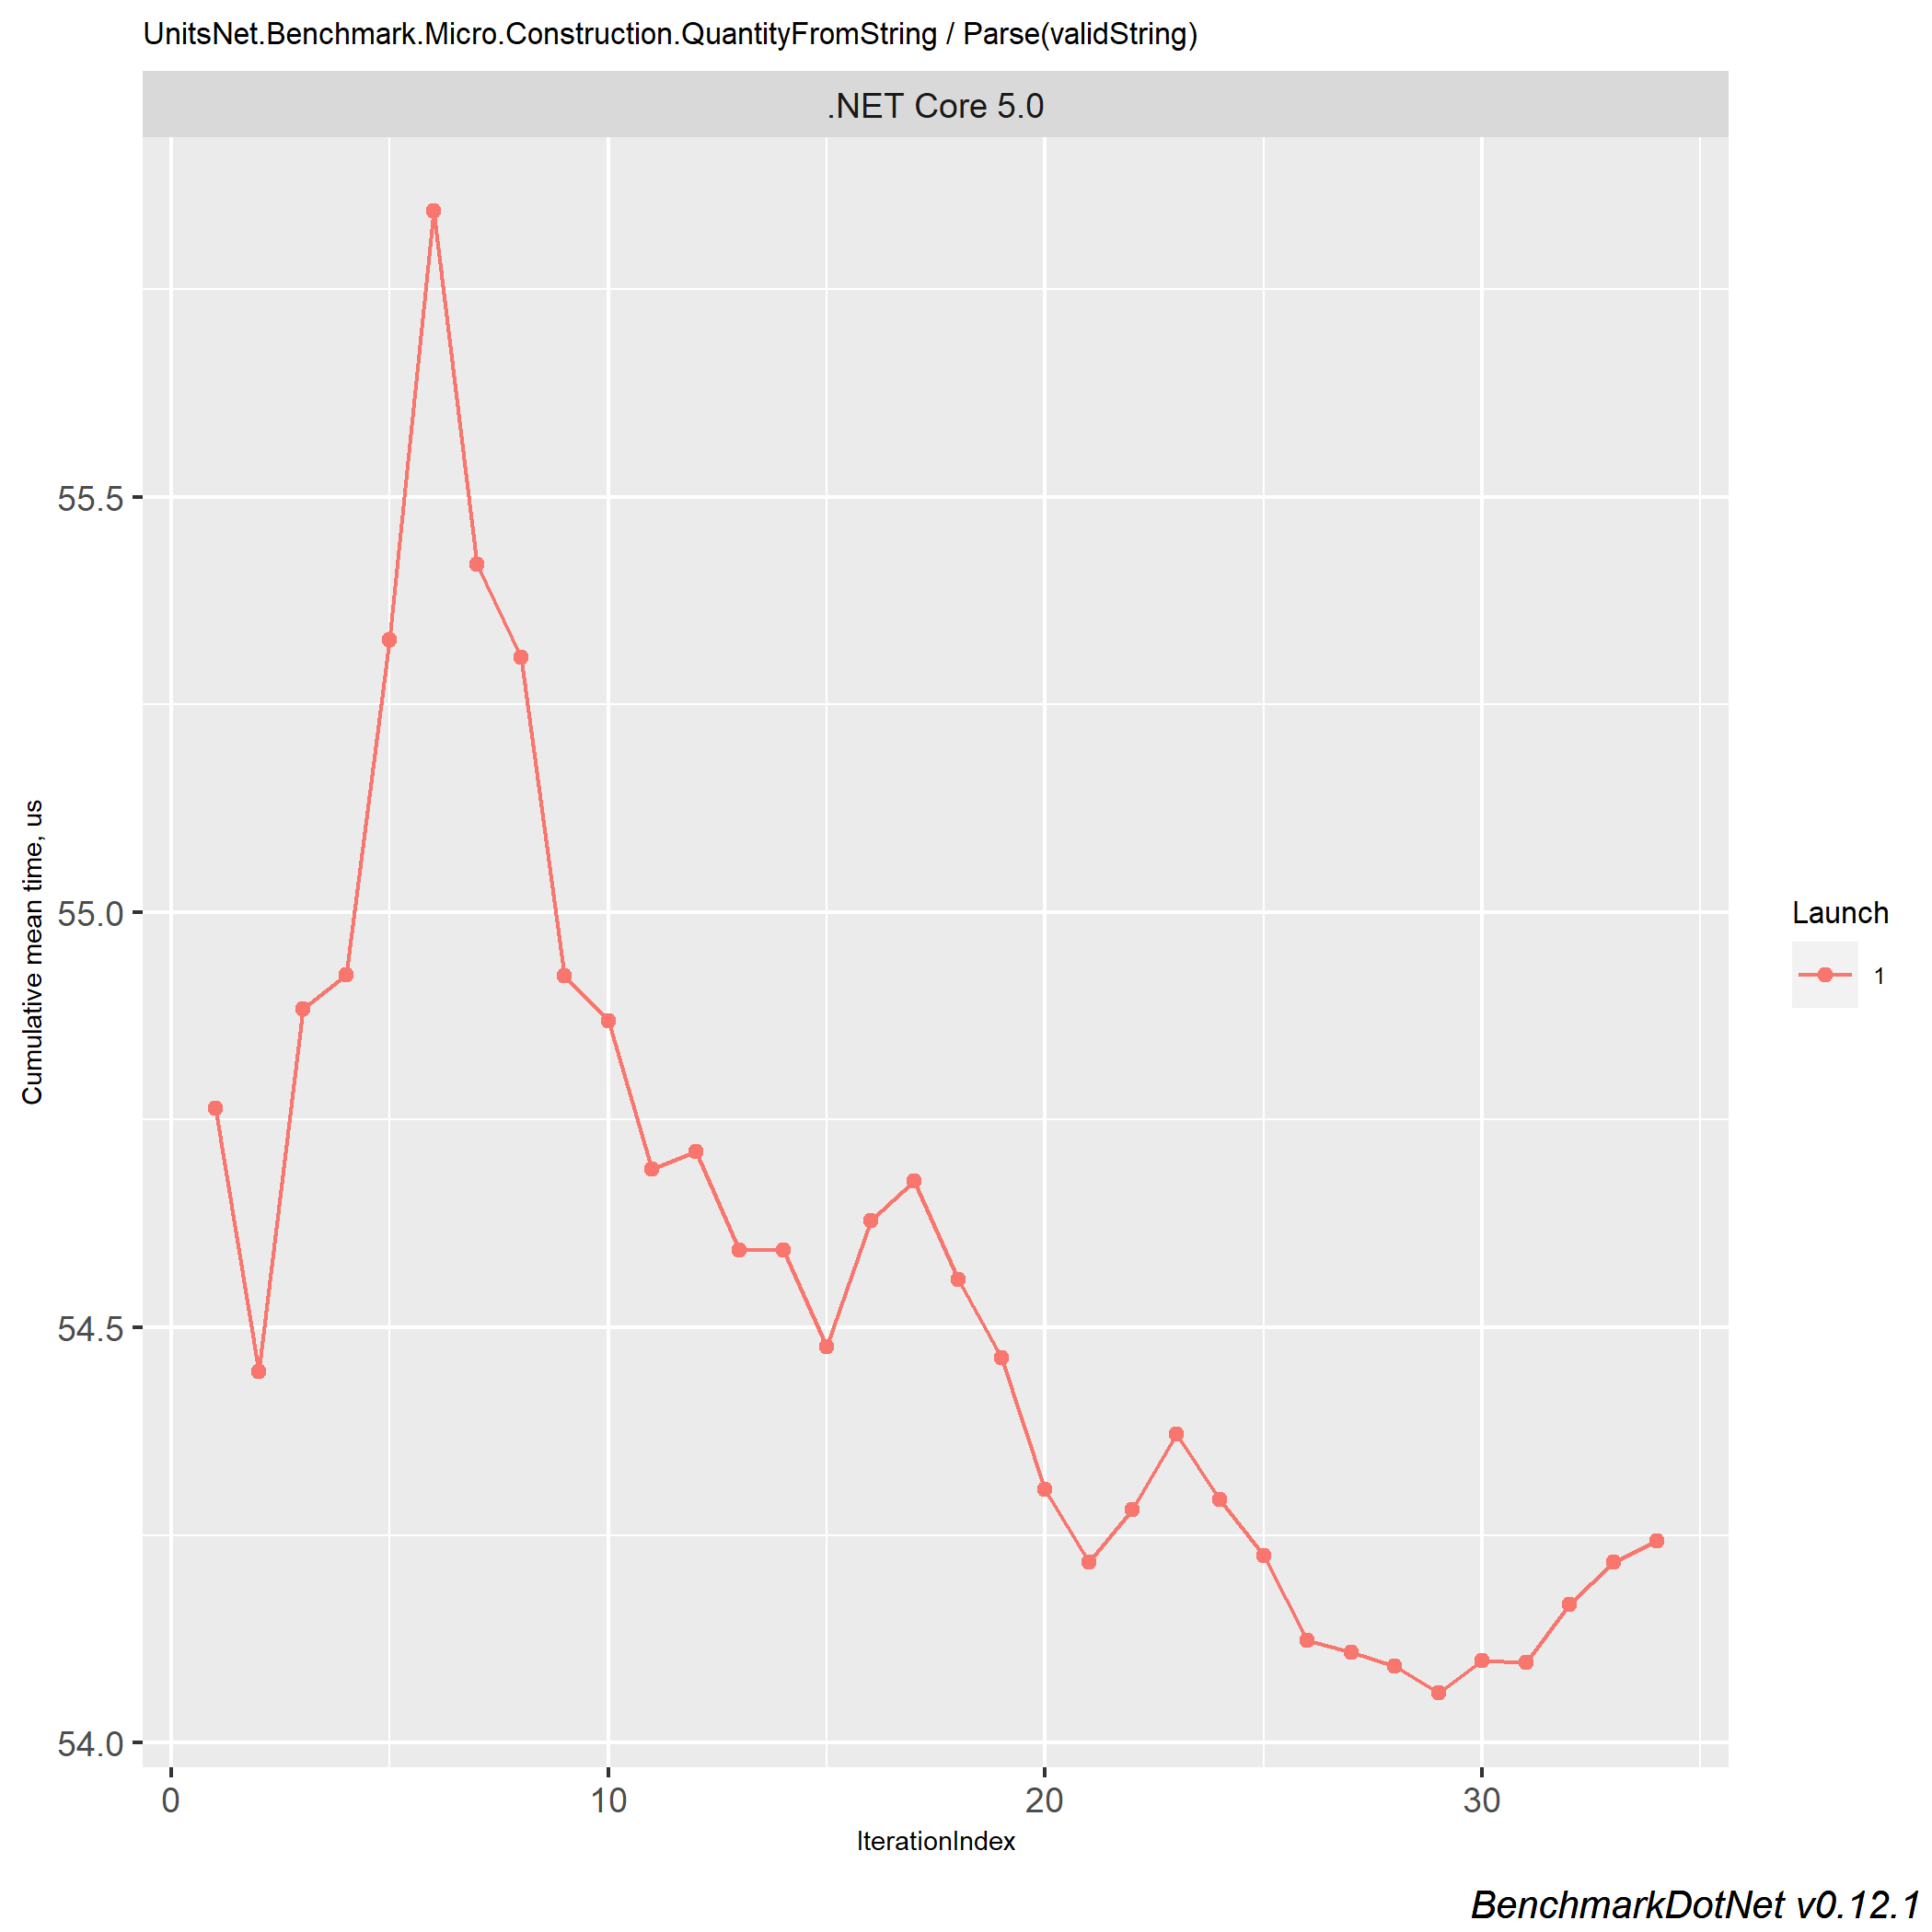 UnitsNet.Benchmark.Micro.Construction.QuantityFromString / Parse(validString)
.NET Core 5.0
Cumulative mean time, us
55.5
55.0
54.5
54.0
0
10
20
30
IterationIndex
Launch
1
BenchmarkDotNet v0.12.1